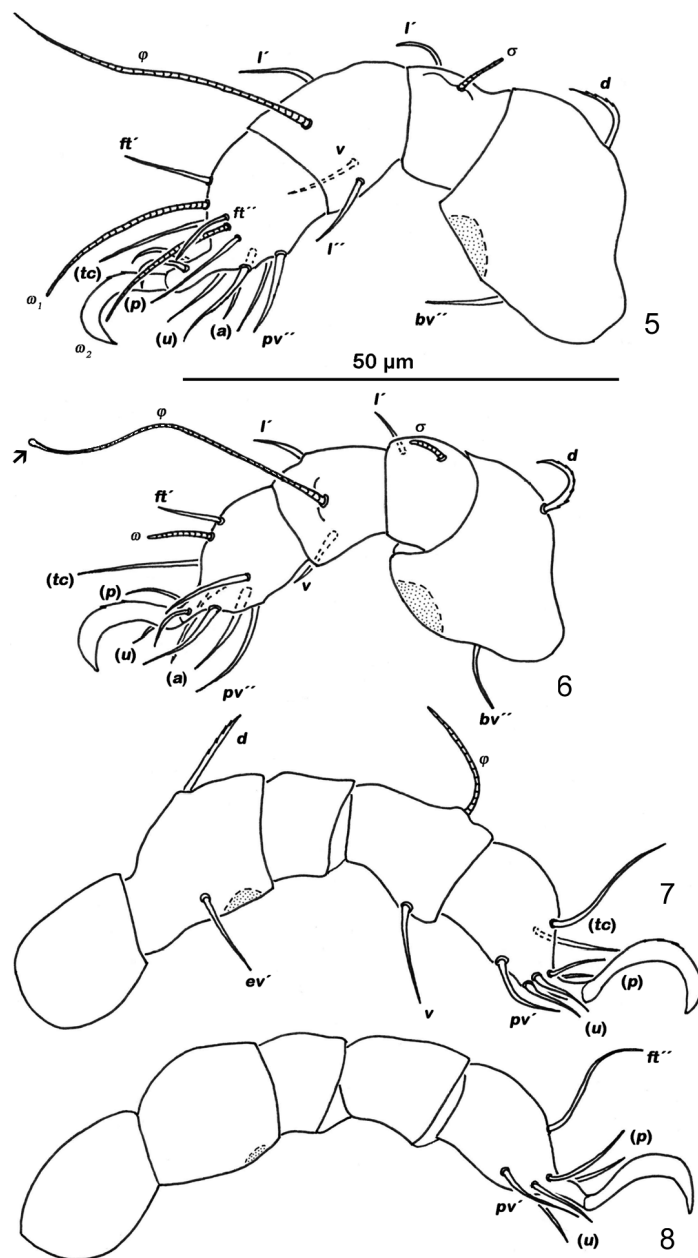 l´
σ
φ
l´
d
ft´
v
ft´´
(tc)
l´´
ω1
(p)
(u)
(a)
pv´´
bv´´
ω2
5
50 µm
φ
l´
l´
σ
d
ft´
ω
(tc)
(p)
v
(u)
(a)
pv´´
bv´´
6
d
φ
7
(tc)
ev´
v
(p)
pv´
(u)
ft´´
(p)
pv´
(u)
8